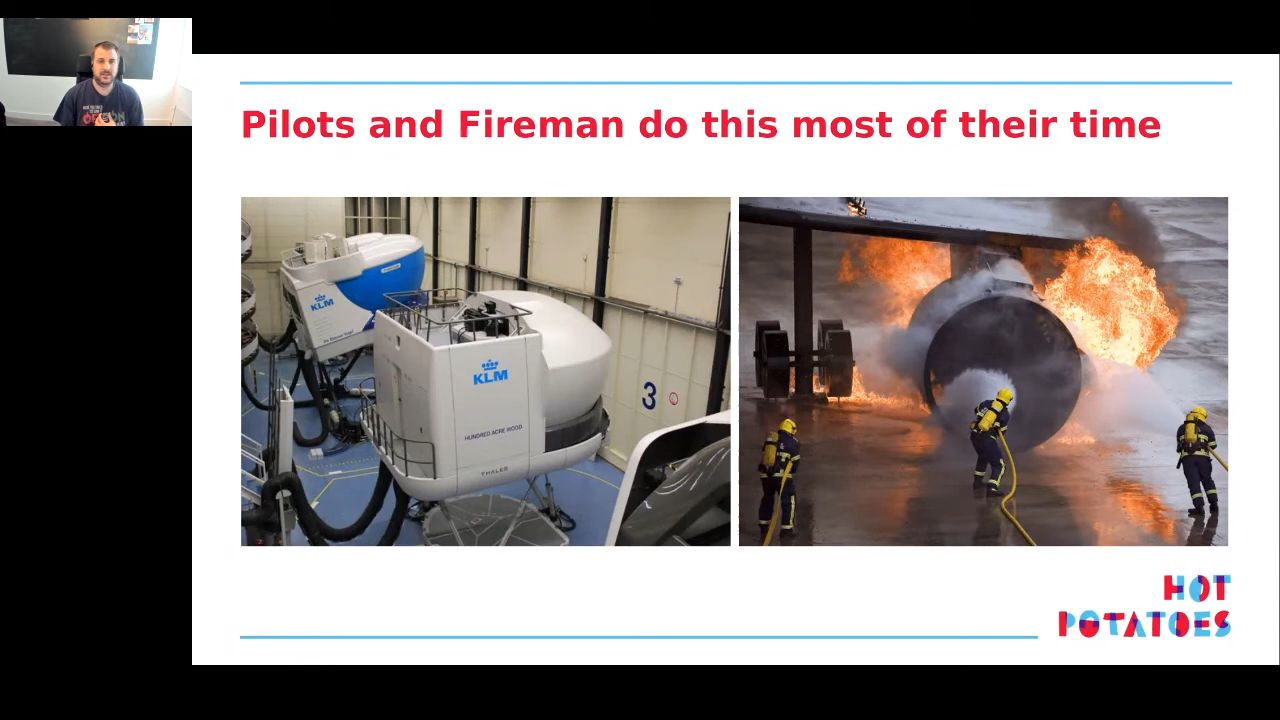 Pilots and Fireman do this most of their time
KLM
KLM
HUNDRED ACRE WOOD
THALES
3
HOT
POTATOES